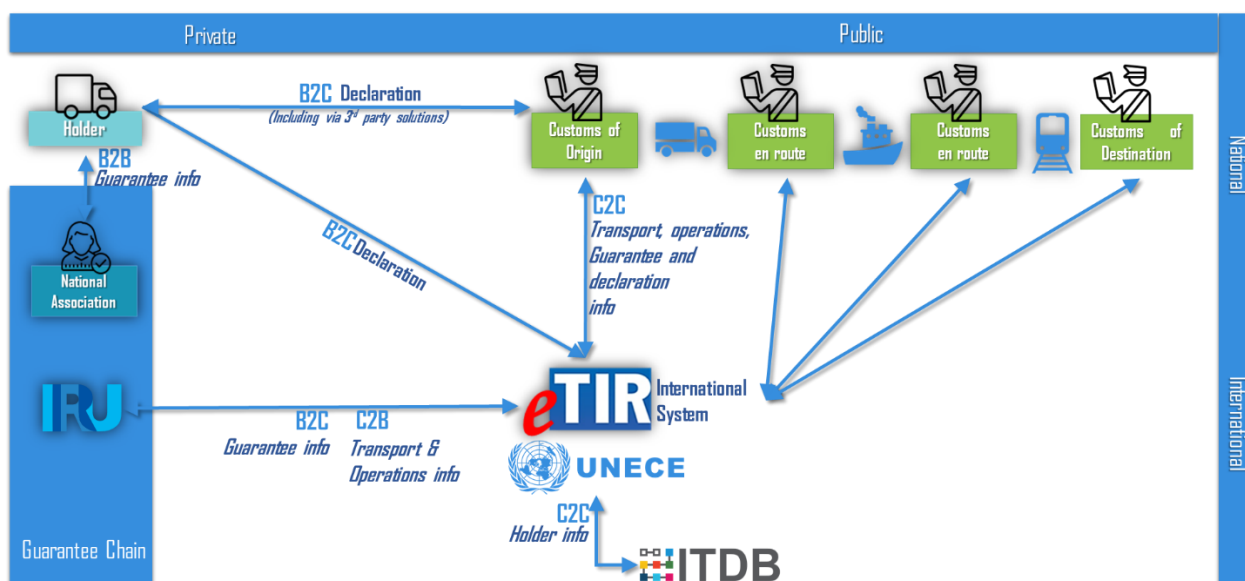 Private
Public
National
International
Holder
B2C Declaration
(Including via 3rd party solutions)
Customs of
Origin
Customs
en route
Customs
en route
Customs of
Destination
B2B
Guarantee info
National
Association
B2C Declaration
C2C
Transport, operations,
Guarantee and
declaration
info
IRU
B2C
Guarantee info
C2B
Transport &
Operations info
eTIR
International
System
UNECE
C2C
Holder info
ITDB
Guarantee Chain